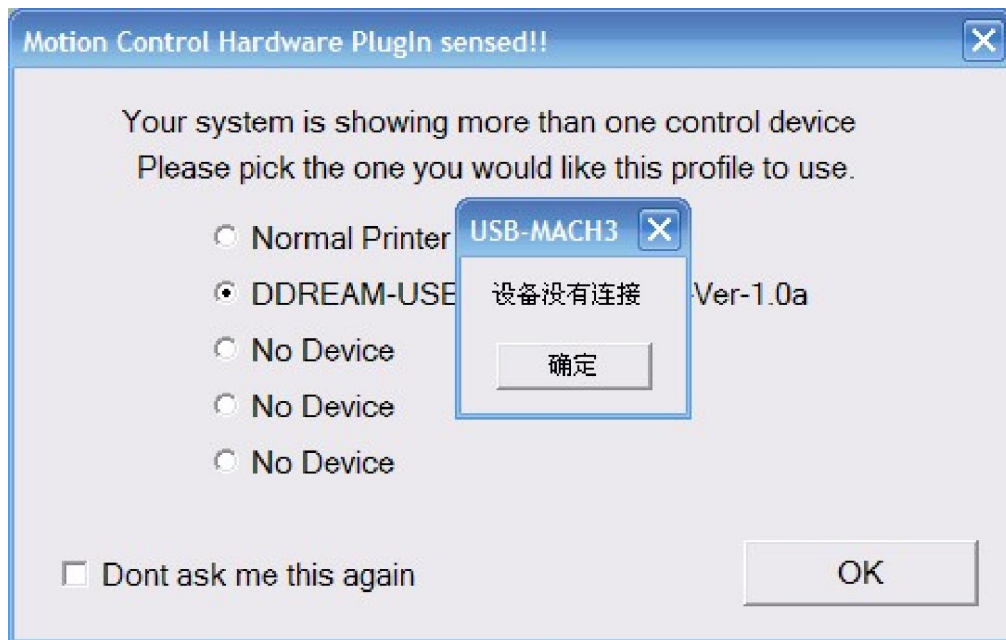 Motion Control Hardware PlugIn sensed!!
Your system is showing more than one control device
Please pick the one you would like this profile to use.
Normal Printer
USB-MACH3
DDREAM-USB
设备没有连接
-Ver-1.0a
No Device
确定
No Device
No Device
Dont ask me this again
OK